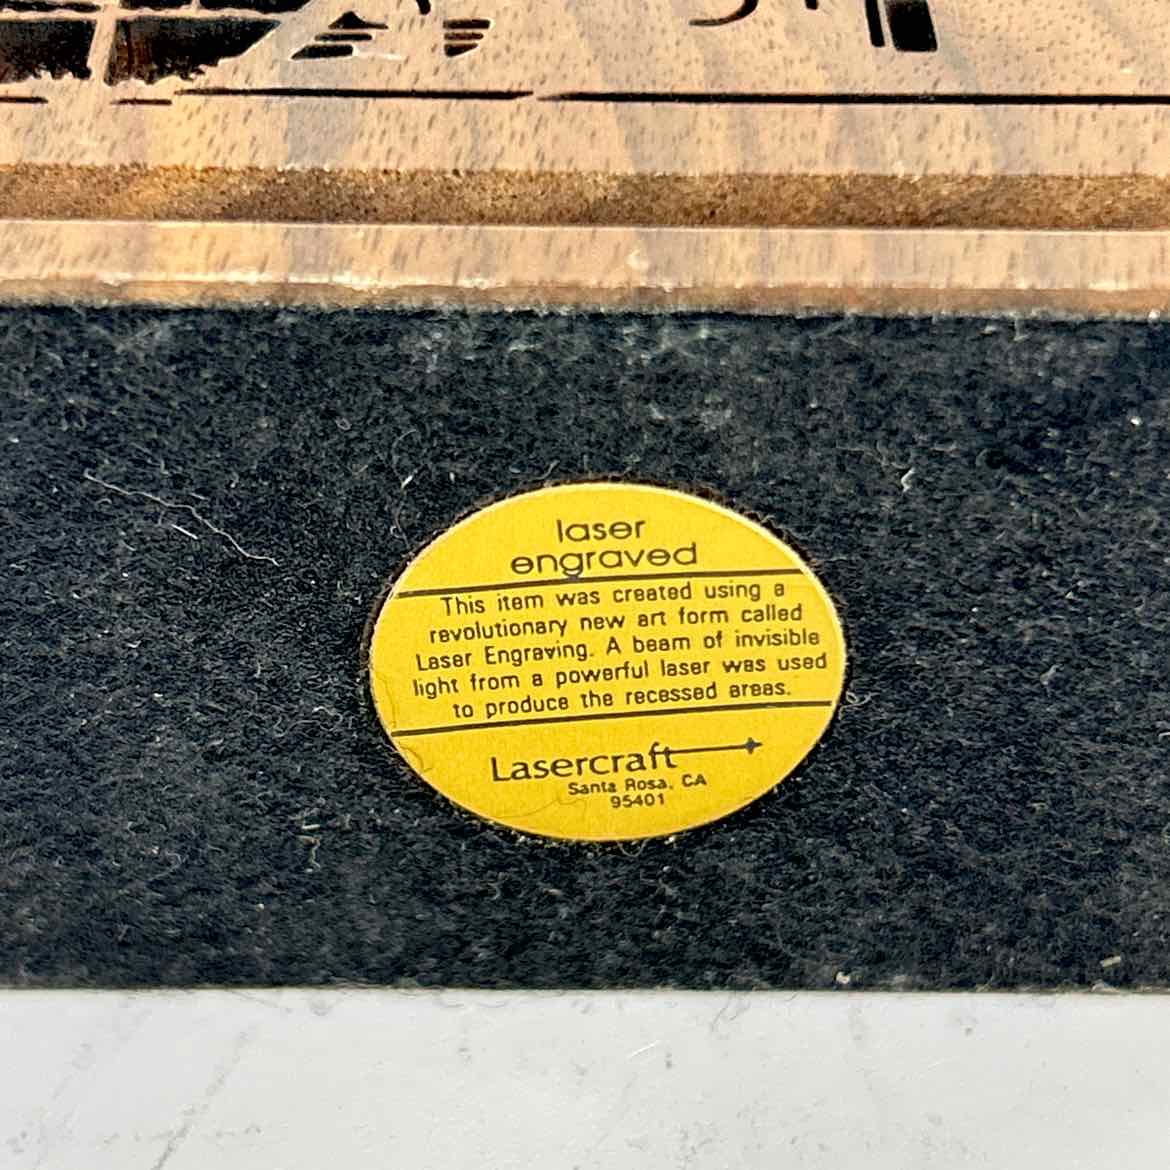 laser
engraved
This item was created using a
revolutionary new art form called
Laser Engraving. A beam of invisible
light from a powerful laser was used
to produce the recessed areas.
Lasercraft
Santa Rosa, CA
95401